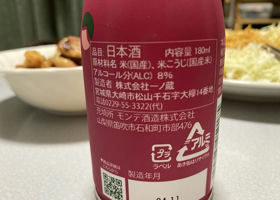 品目 日本酒 内容量 180ml
原材料名 米(国産)、米こうじ(国産米)
アルコール分(ALC) 8%
製造者 株式会社一ノ蔵
宮城県大崎市松山千石字大欅14番地
TEL0229-55-3322(代)
充填所 モンデ酒造株式会社
山梨県笛吹市石和町市部476
プラ
ラベル
アルミ
製造年月